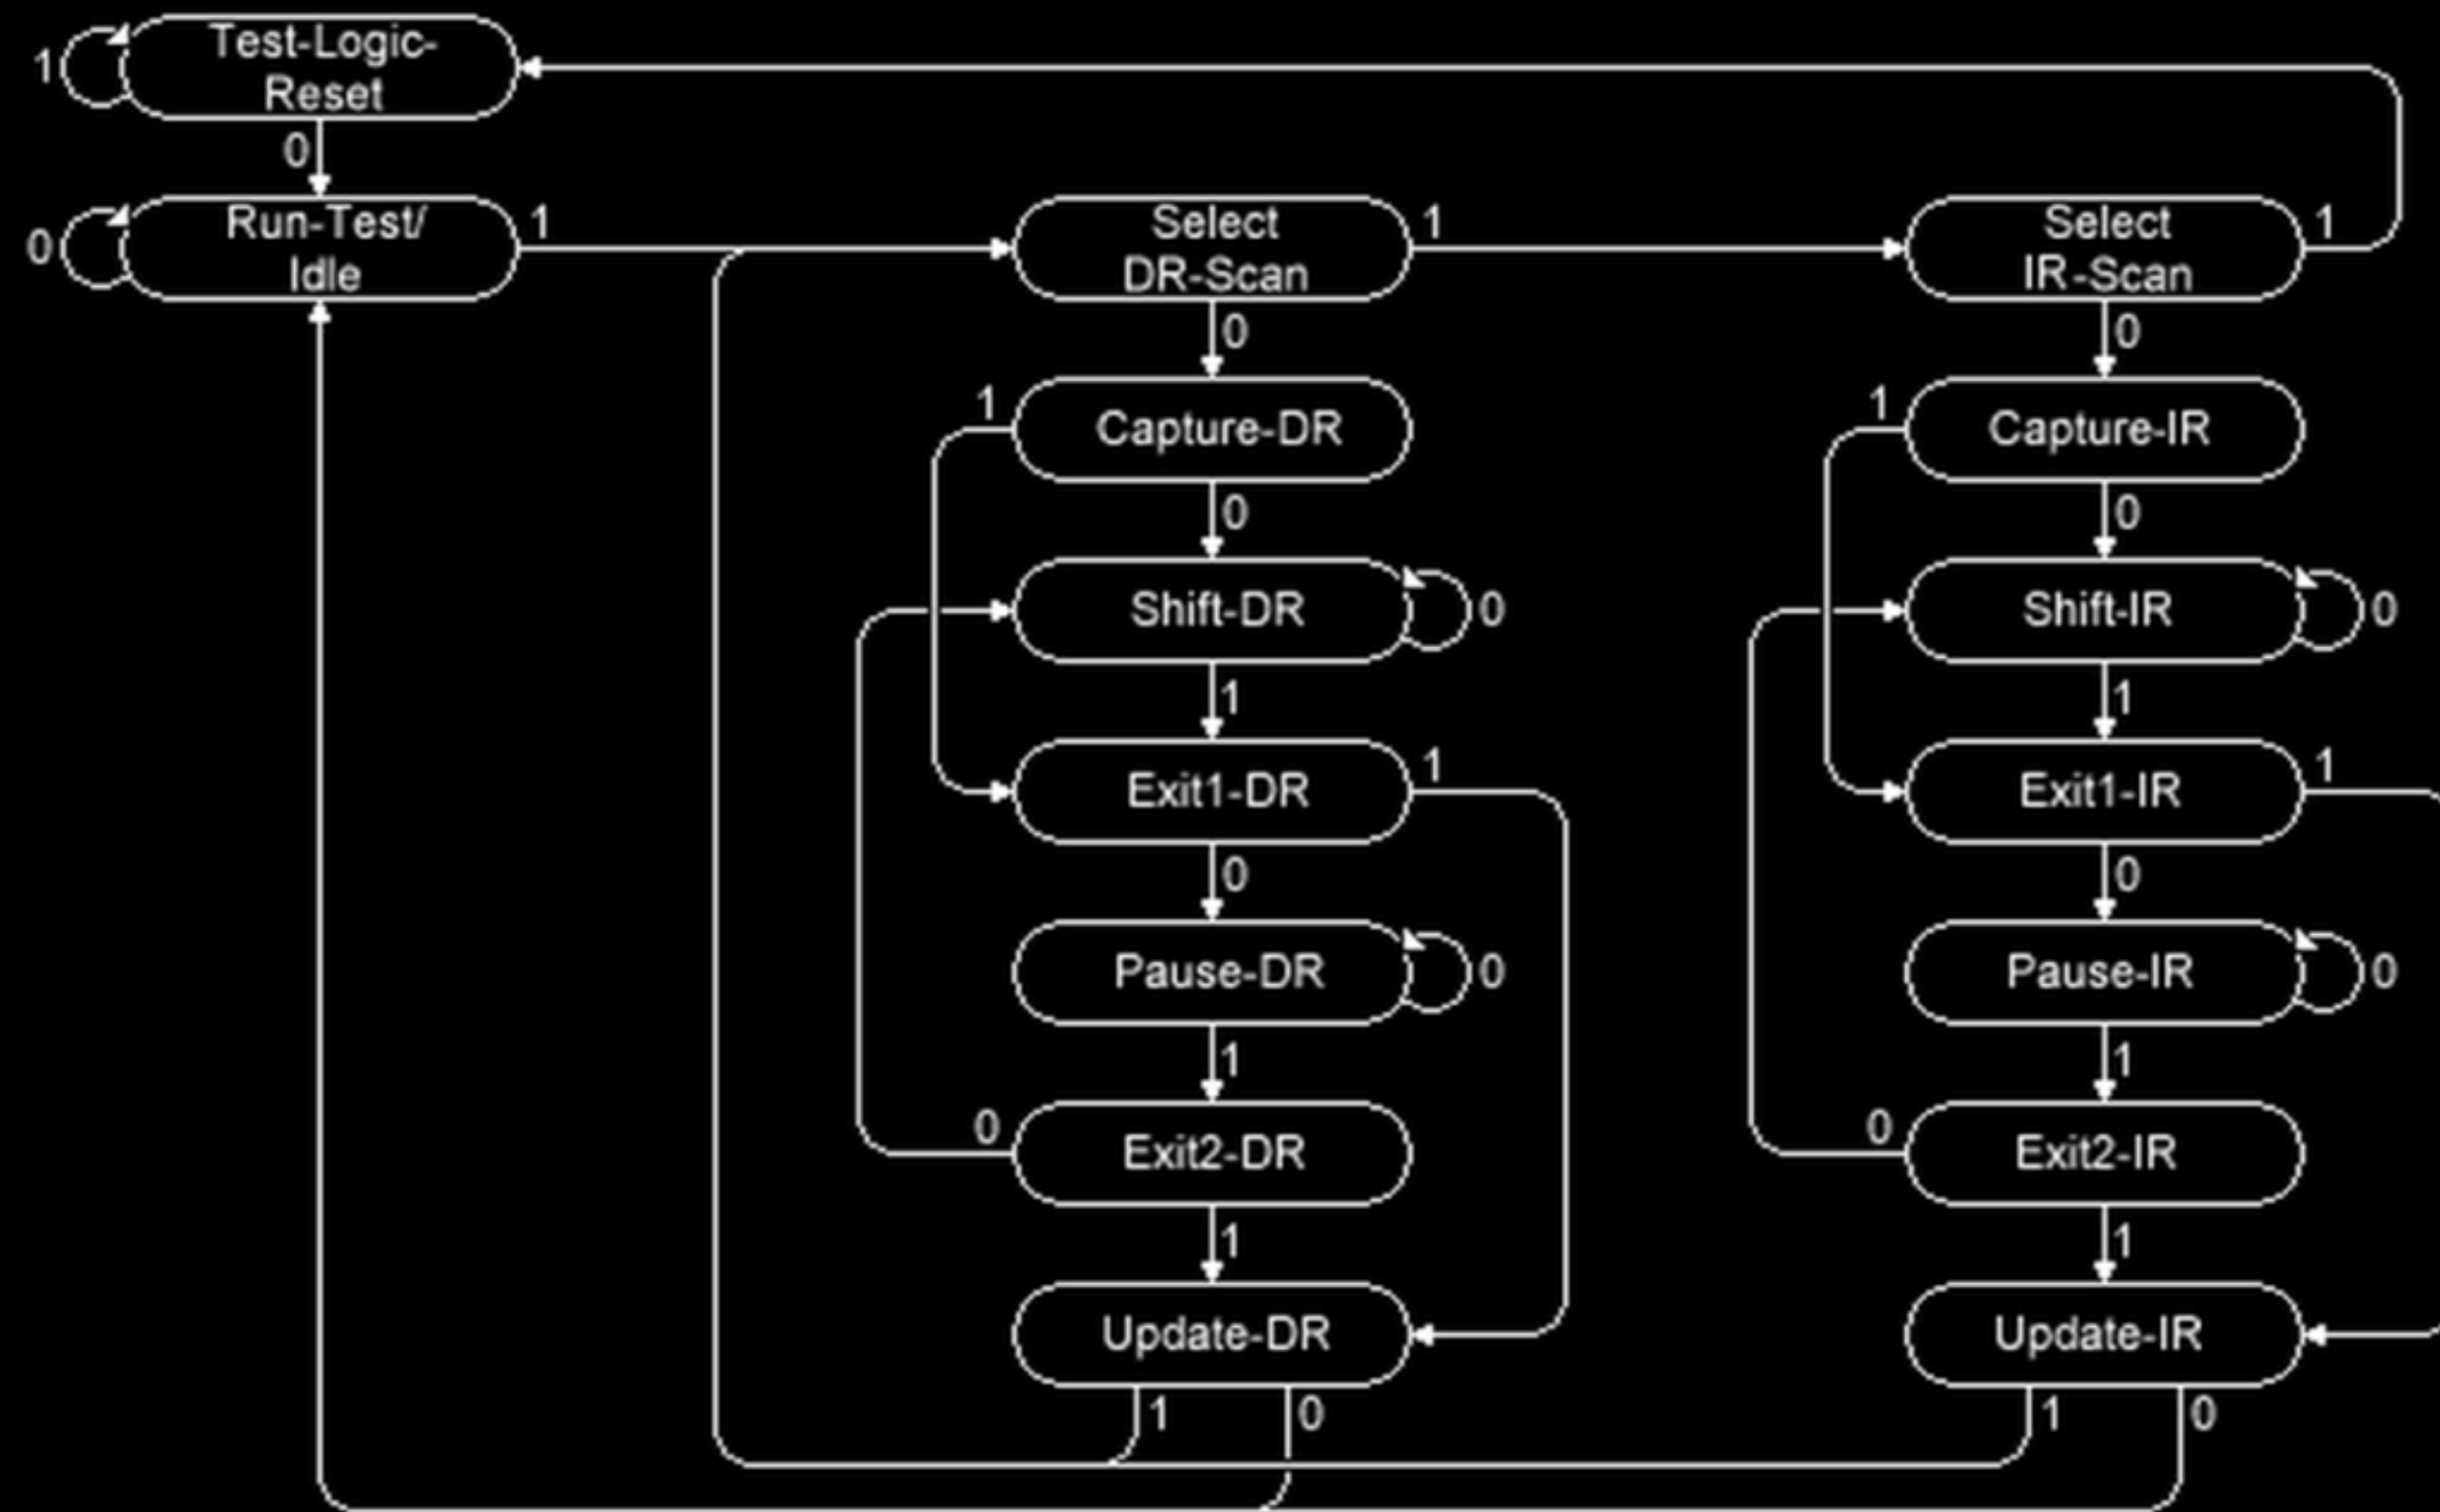 Test-Logic-
1
Reset
0
Run-Test/
0
Idle
1
Select
DR-Scan
1
Select
IR-Scan
1
0
0
1
Capture-DR
1
Capture-IR
0
0
Shift-DR
0
Shift-IR
0
1
1
Exit1-DR
1
Exit1-IR
1
0
0
Pause-DR
0
Pause-IR
0
1
1
0
Exit2-DR
0
Exit2-IR
1
1
Update-DR
Update-IR
1
0
1
0